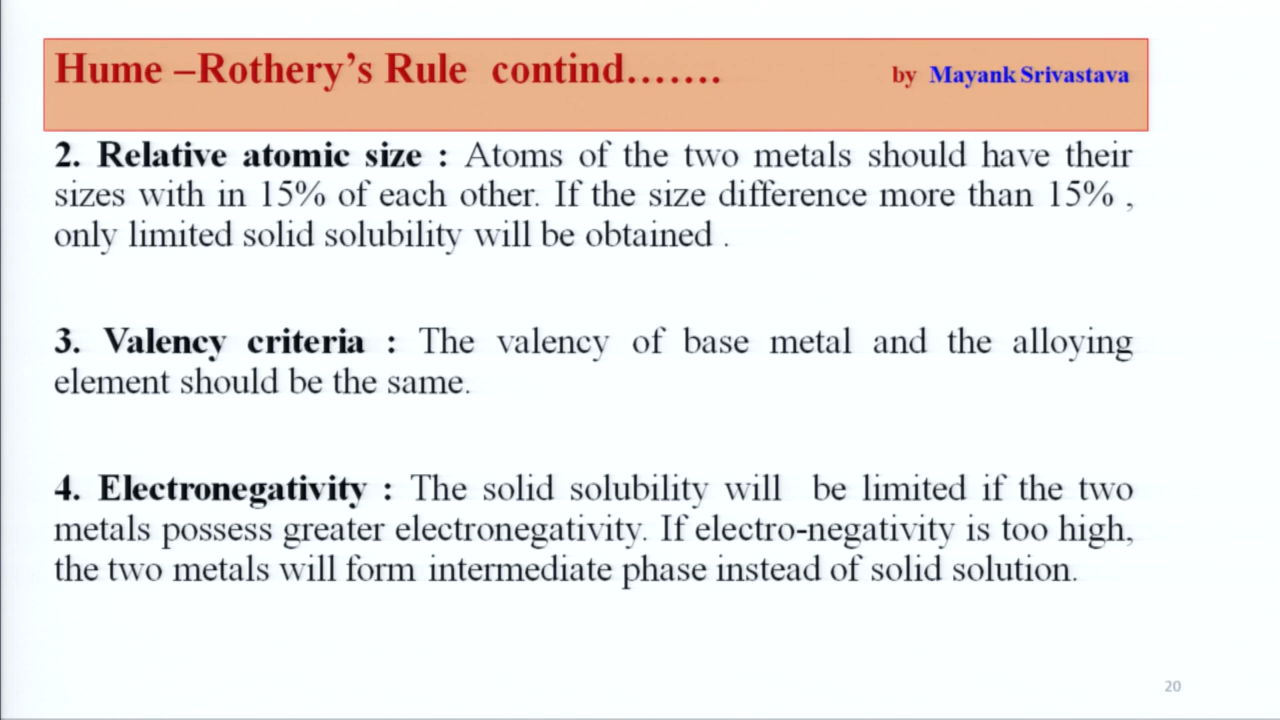 Hume –Rothery's Rule contind....... by Mayank Srivastava
2. Relative atomic size : Atoms of the two metals should have their
sizes with in 15% of each other. If the size difference more than 15% ,
only limited solid solubility will be obtained .
3. Valency criteria : The valency of base metal and the alloying
element should be the same.
4. Electronegativity : The solid solubility will be limited if the two
metals possess greater electronegativity. If electro-negativity is too high,
the two metals will form intermediate phase instead of solid solution.
20